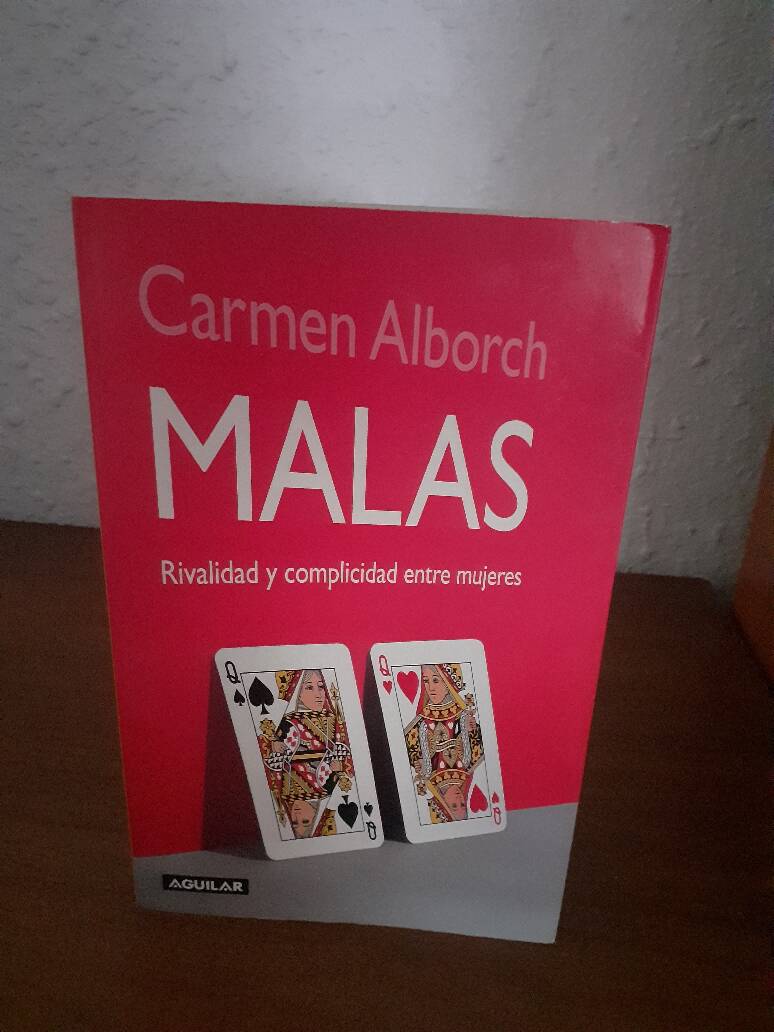 Carmen Alborch
MALAS
Rivalidad y complicidad entre mujeres
Q
Q
Q
Q
AGUILAR